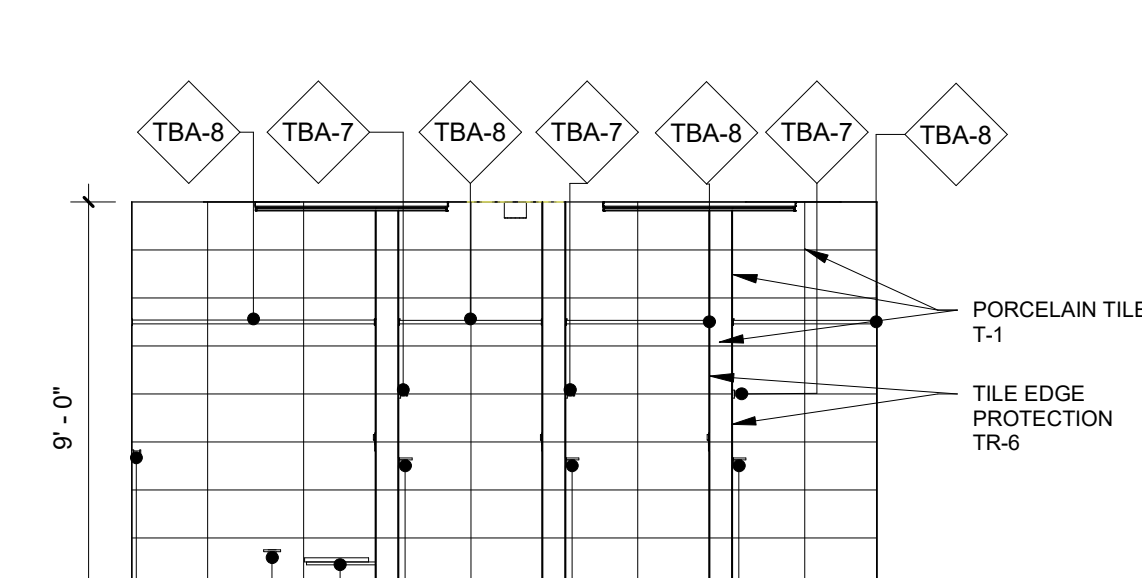 TBA-8
TBA-7
TBA-8
TBA-7
TBA-8
TBA-7
TBA-8
PORCELAIN TILE
T-1
TILE EDGE
PROTECTION
TR-6
9' - 0"